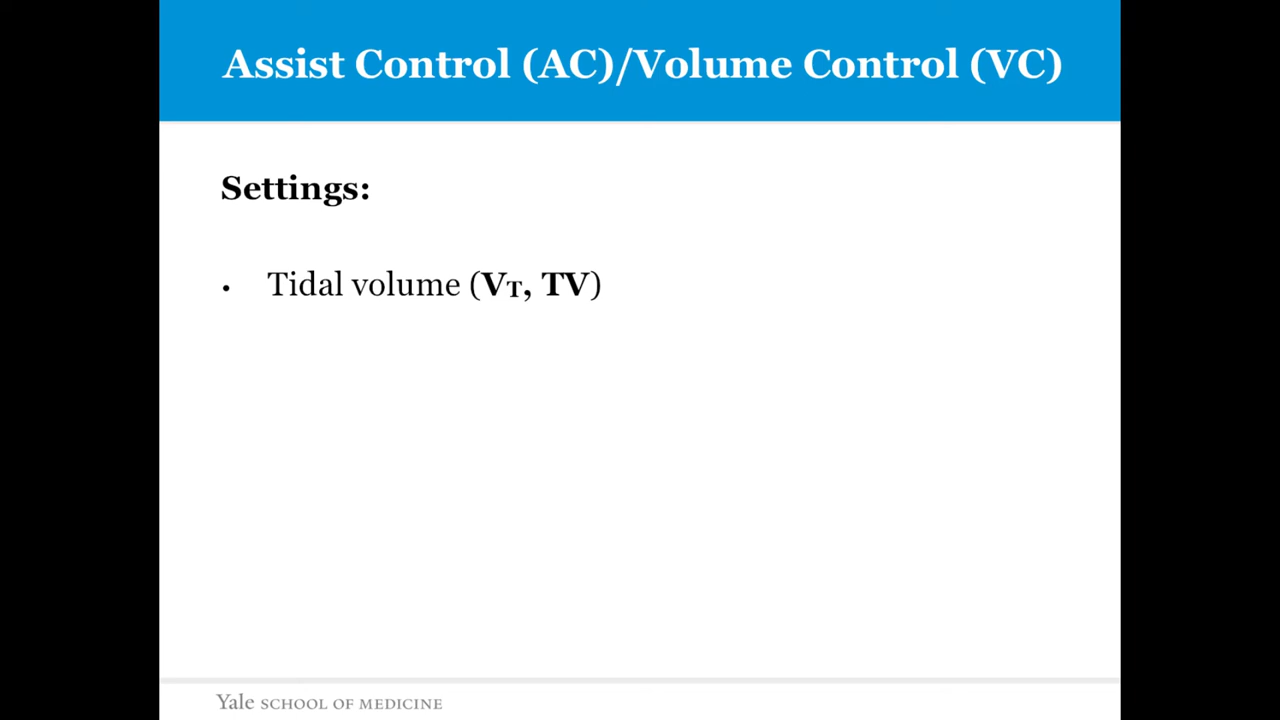 Assist Control (AC)/Volume Control (VC)
Settings:
• Tidal volume (VT, TV)
Yale SCHOOL OF MEDICINE